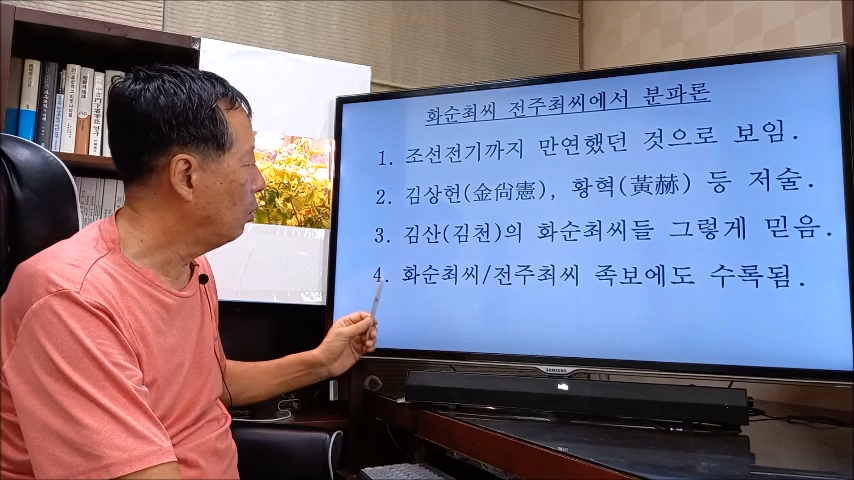 화순최씨 전주최씨에서 분파론
1. 조선전기까지 만연했던 것으로 보임.
2. 김상헌(金尙憲), 황혁(黃赫) 등 저술.
3. 김산(김천)의 화순최씨들 그렇게 믿음.
4. 화순최씨/전주최씨 족보에도 수록됨.
SAMSUNG